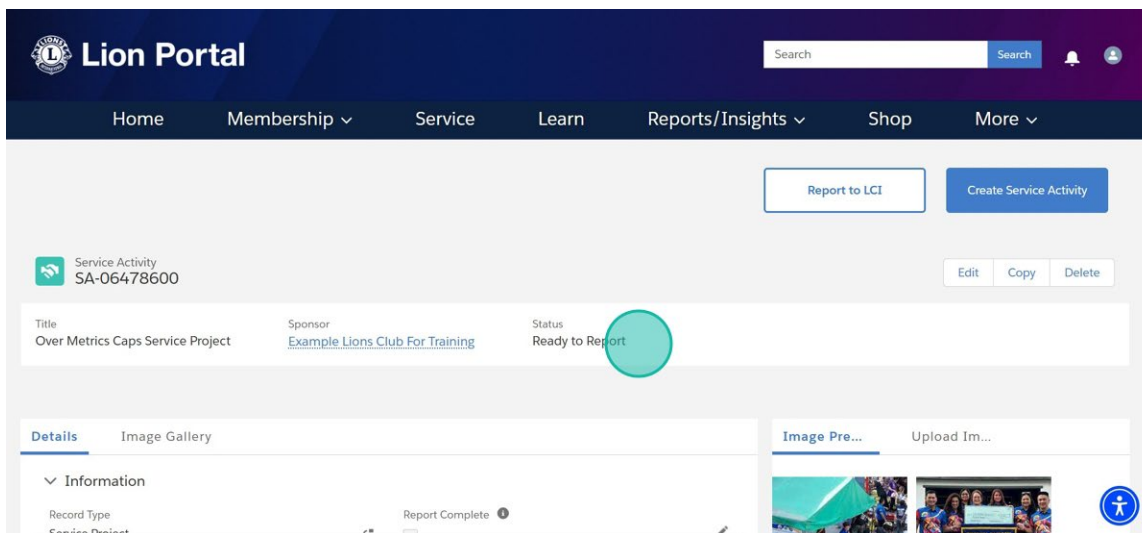 Lion Portal
Search
Search
Home Membership Service Learn Reports/Insights Shop More
Report to LCI
Create Service Activity
Service Activity
SA-06478600
Edit Copy Delete
Title Sponsor Status
Over Metrics Caps Service Project Example Lions Club For Training Ready to Report
Details Image Gallery
Image Pre... Upload Im...
Information
Record Type Report Complete
Service Project